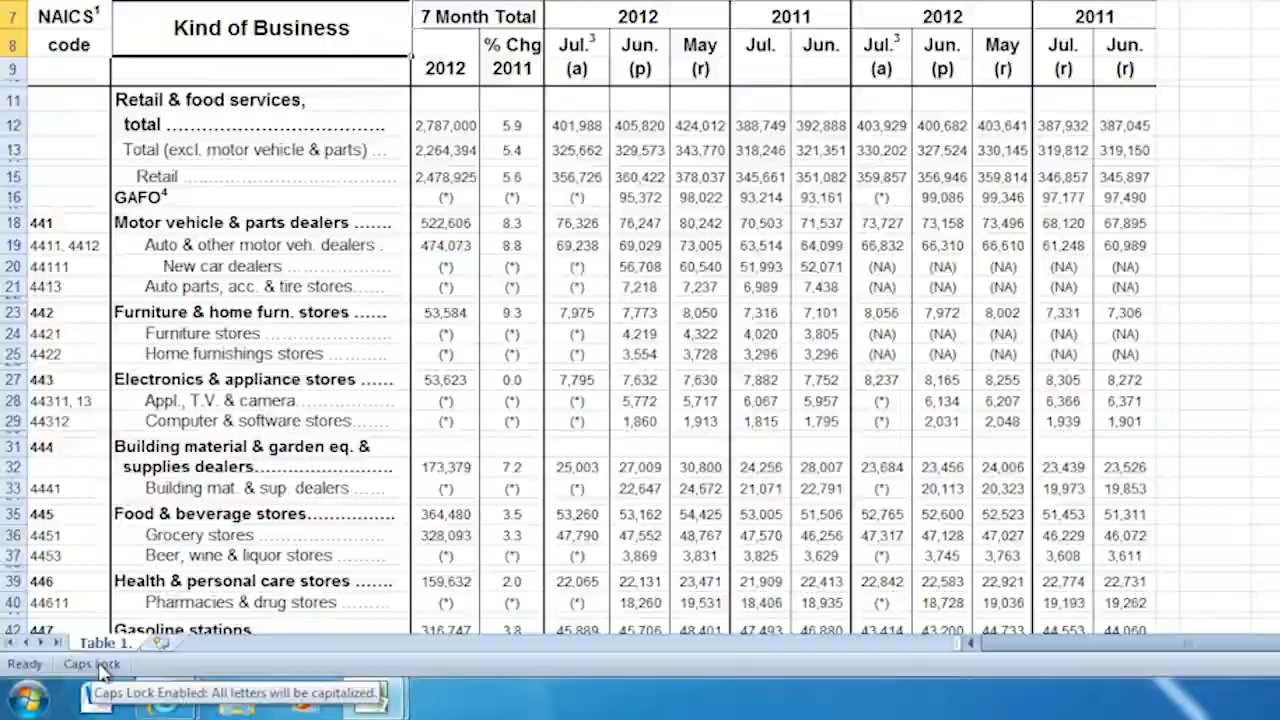 7 NAICS1 Kind of Business 7 Month Total 2012 2011 2012 2011
8 code % Chg Jul.3 Jun. May Jul. Jun. Jul.3 Jun. May Jul. Jun.
9 2012 2011 (a) (p) (r) (a) (p) (r) (r) (r)
11 Retail & food services,
12 total ..................................... 2,787,000 5.9 401,988 405,820 424,012 388,749 392,888 403,929 400,682 403,641 387,932 387,045
13 Total (excl. motor vehicle & parts) ... 2,264,394 5.4 325,662 329,573 343,770 318,246 321,351 330,202 327,524 330,145 319,812 319,150
15 Retail ..................................... 2,478,925 5.6 356,726 360,422 378,037 345,661 351,082 359,857 356,946 359,814 346,857 345,897
16 GAFO4 (*) (*) (*) 95,372 98,022 93,214 93,161 (*) 99,086 99,346 97,177 97,490
18 441 Motor vehicle & parts dealers ....... 522,606 8.3 76,326 76,247 80,242 70,503 71,537 73,727 73,158 73,496 68,120 67,895
19 4411, 4412 Auto & other motor veh. dealers . 474,073 8.8 69,238 69,029 73,005 63,514 64,099 66,832 66,310 66,610 61,248 60,989
20 44111 New car dealers ................... (*) (*) (*) 56,708 60,540 51,993 52,071 (NA) (NA) (NA) (NA) (NA)
21 4413 Auto parts, acc. & tire stores...... (*) (*) (*) 7,218 7,237 6,989 7,438 (NA) (NA) (NA) (NA) (NA)
23 442 Furniture & home furn. stores ...... 53,584 9.3 7,975 7,773 8,050 7,316 7,101 8,056 7,972 8,002 7,331 7,306
24 4421 Furniture stores ...................... (*) (*) (*) 4,219 4,322 4,020 3,805 (NA) (NA) (NA) (NA) (NA)
25 4422 Home furnishings stores ........... (*) (*) (*) 3,554 3,728 3,296 3,296 (NA) (NA) (NA) (NA) (NA)
27 443 Electronics & appliance stores ...... 53,623 0.0 7,795 7,632 7,630 7,882 7,752 8,237 8,165 8,255 8,305 8,272
28 44311, 13 Appl., T.V. & camera................. (*) (*) (*) 5,772 5,717 6,067 5,957 (*) 6,134 6,207 6,366 6,371
29 44312 Computer & software stores...... (*) (*) (*) 1,860 1,913 1,815 1,795 (*) 2,031 2,048 1,939 1,901
31 444 Building material & garden eq. &
32 supplies dealers........................ 173,379 7.2 25,003 27,009 30,800 24,256 28,007 23,684 23,456 24,006 23,439 23,526
33 4441 Building mat. & sup. dealers ...... (*) (*) (*) 22,647 24,672 21,071 22,791 (*) 20,113 20,323 19,973 19,853
35 445 Food & beverage stores............... 364,480 3.5 53,260 53,162 54,425 53,005 51,506 52,765 52,600 52,523 51,453 51,311
36 4451 Grocery stores ....................... 328,093 3.3 47,790 47,552 48,767 47,570 46,256 47,317 47,128 47,027 46,229 46,072
37 4453 Beer, wine & liquor stores ......... (*) (*) (*) 3,869 3,831 3,825 3,629 (*) 3,745 3,763 3,608 3,611
39 446 Health & personal care stores ....... 159,632 2.0 22,065 22,131 23,471 21,909 22,413 22,842 22,583 22,921 22,774 22,731
40 44611 Pharmacies & drug stores ......... (*) (*) (*) 18,260 19,531 18,406 18,935 (*) 18,728 19,036 19,193 19,262
42 447 Gasoline stations 316,747 3.8 45,889 45,706 48,401 47,493 46,880 43,414 43,200 44,733 44,553 44,060
Table 1.
Ready Caps Lock
Caps Lock Enabled: All letters will be capitalized.